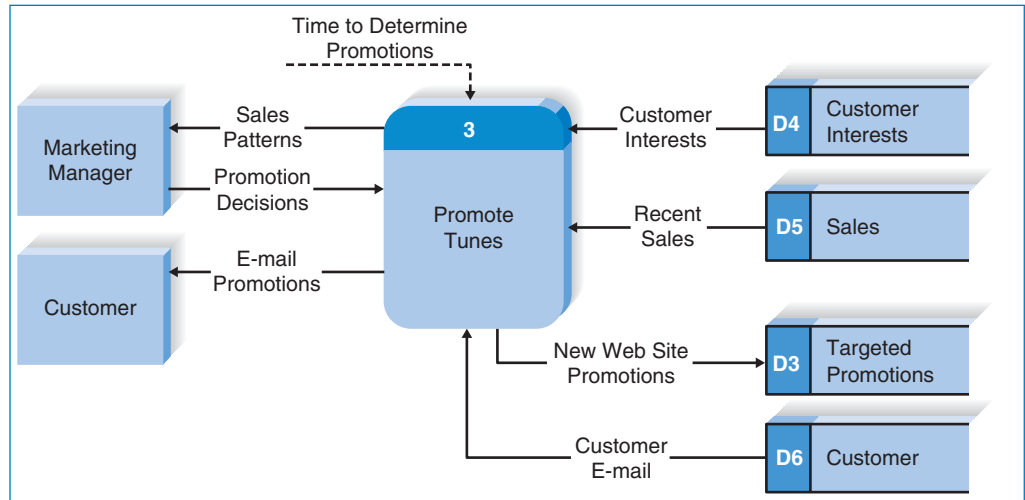 Time to Determine
Promotions
Marketing
Manager
Sales
Patterns
Promotion
Decisions
3
Promote
Tunes
Customer
Interests
D4
Customer
Interests
Recent
Sales
D5
Sales
Customer
E-mail
Promotions
New Web Site
Promotions
D3
Targeted
Promotions
Customer
E-mail
D6
Customer